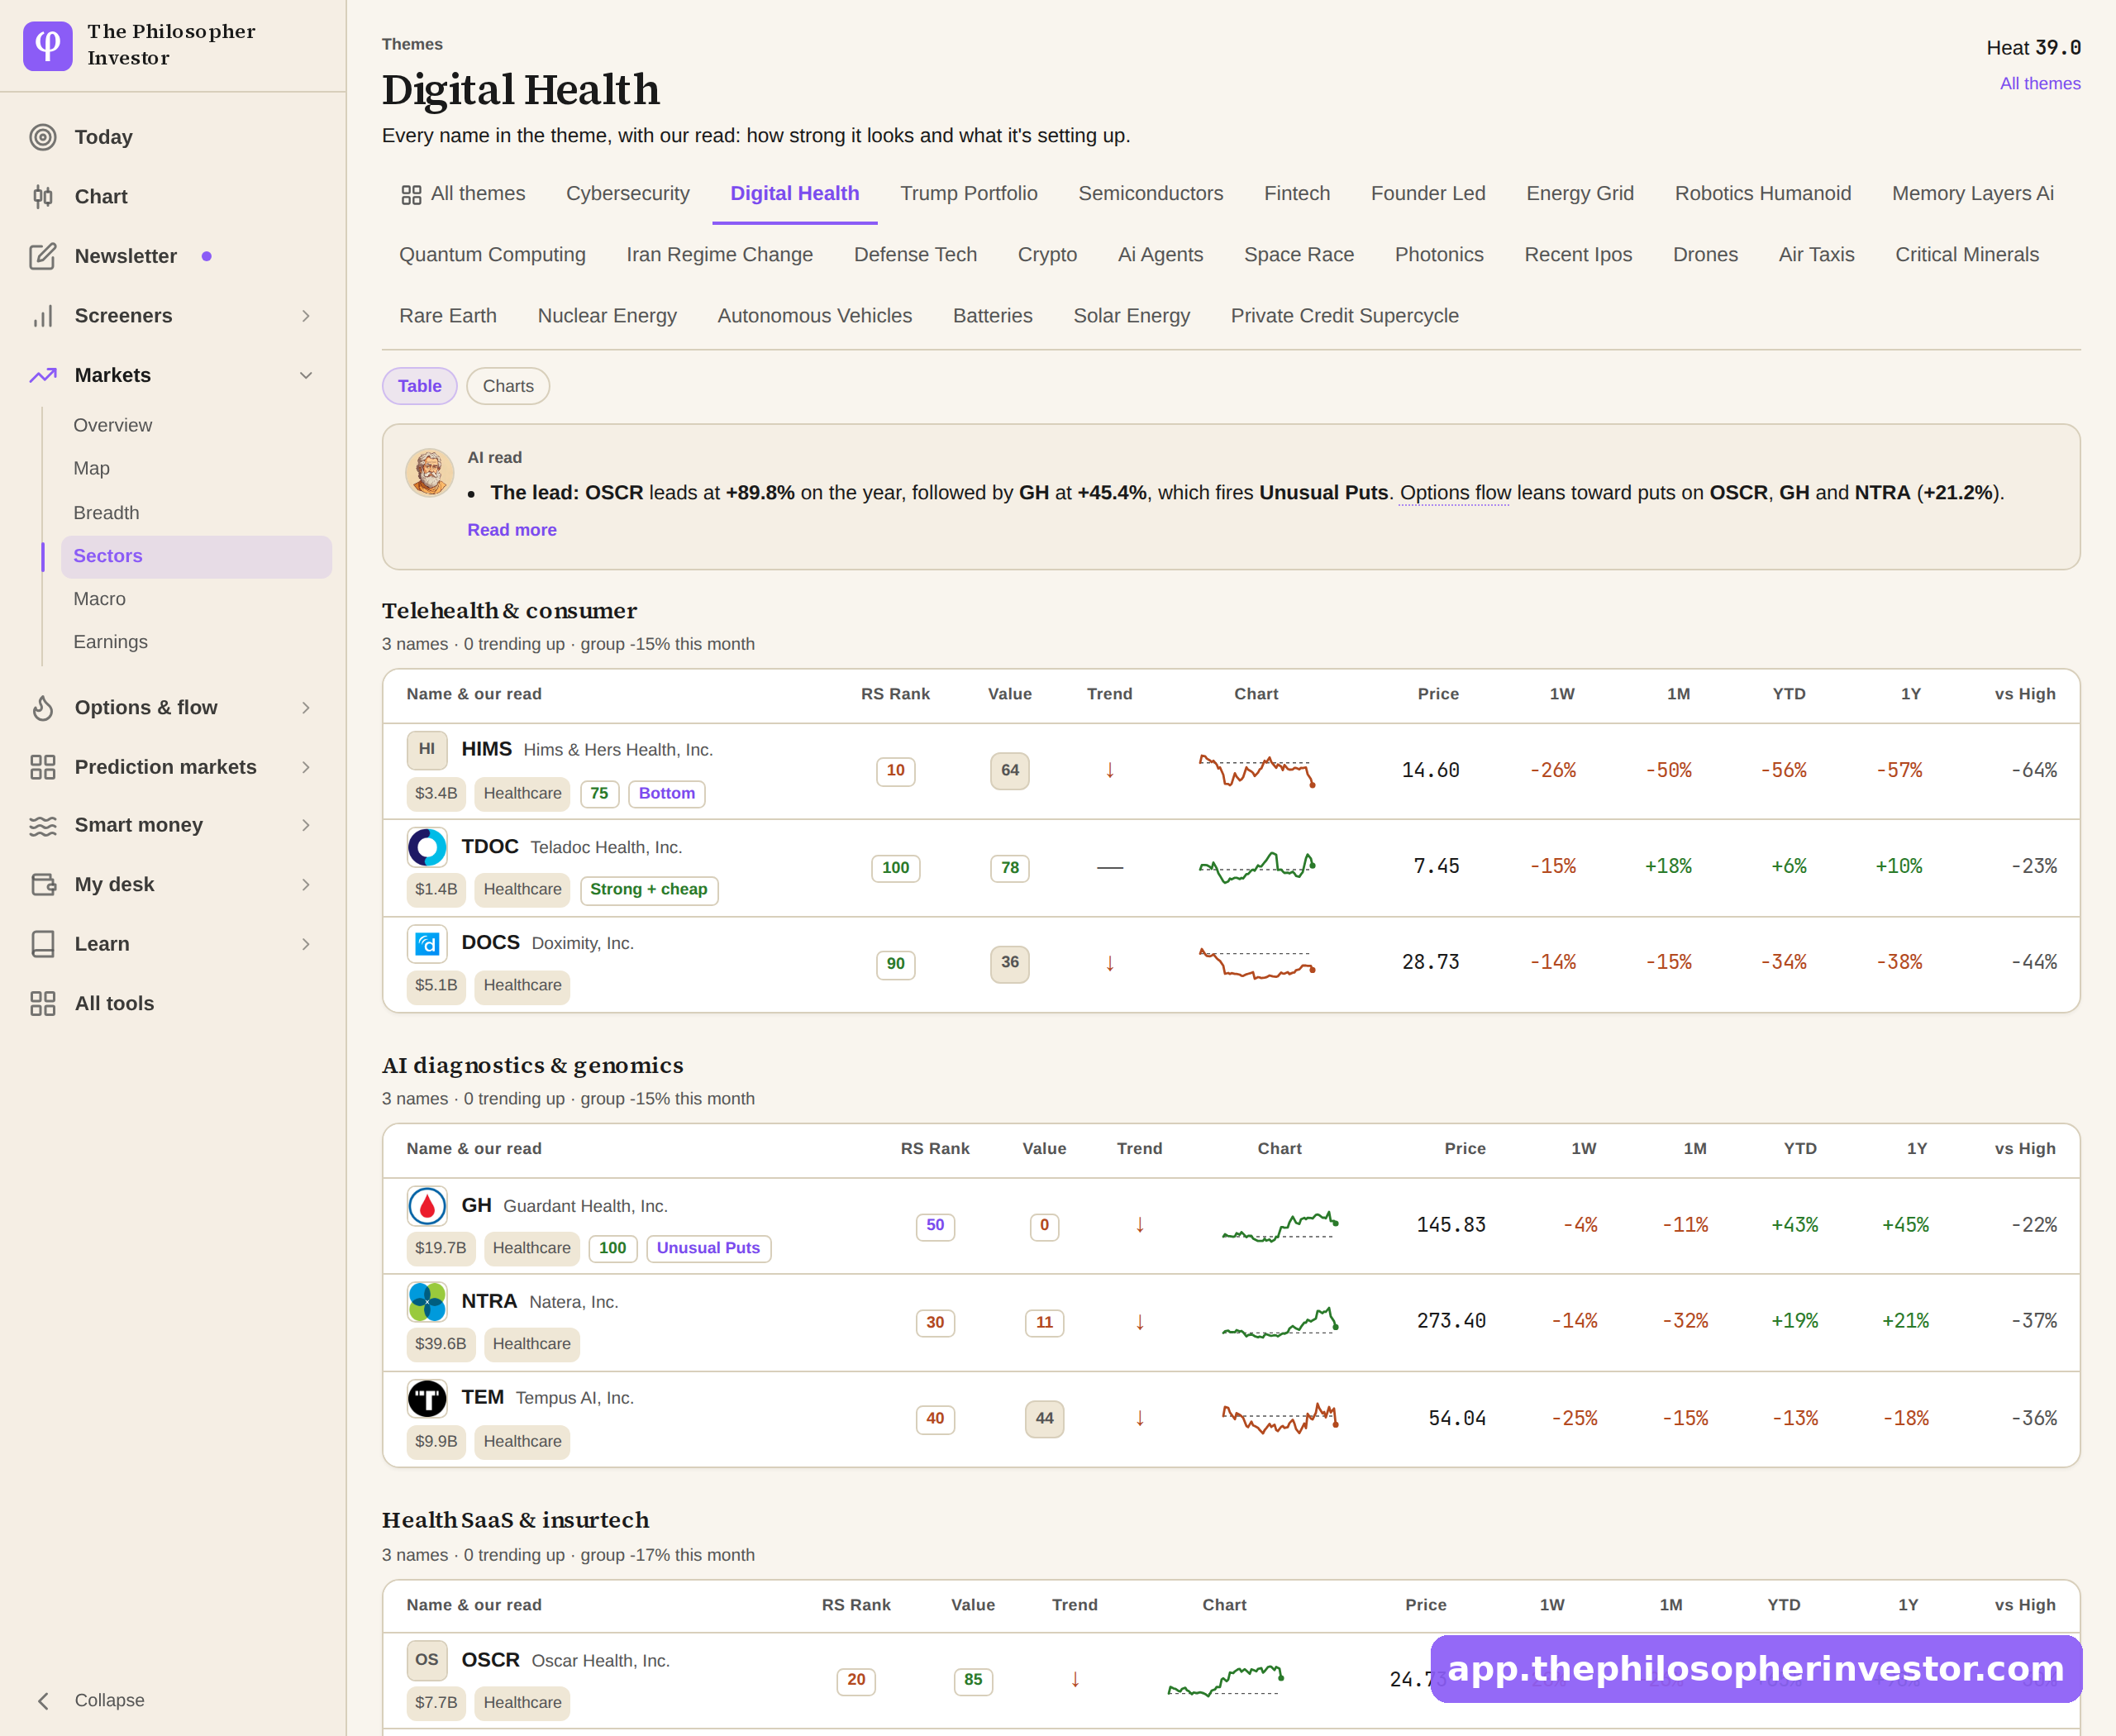 φ The Philosopher
Investor
Today
Chart
Newsletter
Screeners
Markets
Overview
Map
Breadth
Sectors
Macro
Earnings
Options & flow
Prediction markets
Smart money
My desk
Learn
All tools
Collapse
Themes
Heat 39.0
Digital Health
All themes
Every name in the theme, with our read: how strong it looks and what it's setting up.
All themes Cybersecurity Digital Health Trump Portfolio Semiconductors Fintech Founder Led Energy Grid Robotics Humanoid Memory Layers Ai
Quantum Computing Iran Regime Change Defense Tech Crypto Ai Agents Space Race Photonics Recent Ipos Drones Air Taxis Critical Minerals
Rare Earth Nuclear Energy Autonomous Vehicles Batteries Solar Energy Private Credit Supercycle
Table Charts
AI read
• The lead: OSCR leads at +89.8% on the year, followed by GH at +45.4%, which fires Unusual Puts. Options flow leans toward puts on OSCR, GH and NTRA (+21.2%).
Read more
Telehealth & consumer
3 names · 0 trending up · group -15% this month
Name & our read RS Rank Value Trend Chart Price 1W 1M YTD 1Y vs High
HI HIMS Hims & Hers Health, Inc.
10 64 ↓ 14.60 -26% -50% -56% -57% -64%
$3.4B Healthcare 75 Bottom
TDOC Teladoc Health, Inc.
100 78 — 7.45 -15% +18% +6% +10% -23%
$1.4B Healthcare Strong + cheap
d DOCS Doximity, Inc.
90 36 ↓ 28.73 -14% -15% -34% -38% -44%
$5.1B Healthcare
AI diagnostics & genomics
3 names · 0 trending up · group -15% this month
Name & our read RS Rank Value Trend Chart Price 1W 1M YTD 1Y vs High
GH Guardant Health, Inc.
50 0 ↓ 145.83 -4% -11% +43% +45% -22%
$19.7B Healthcare 100 Unusual Puts
NTRA Natera, Inc.
30 11 ↓ 273.40 -14% -32% +19% +21% -37%
$39.6B Healthcare
T TEM Tempus AI, Inc.
40 44 ↓ 54.04 -25% -15% -13% -18% -36%
$9.9B Healthcare
Health SaaS & insurtech
3 names · 0 trending up · group -17% this month
Name & our read RS Rank Value Trend Chart Price 1W 1M YTD 1Y vs High
OS OSCR Oscar Health, Inc.
20 85 ↓ 24.73
$7.7B Healthcare
app.thephilosopherinvestor.com